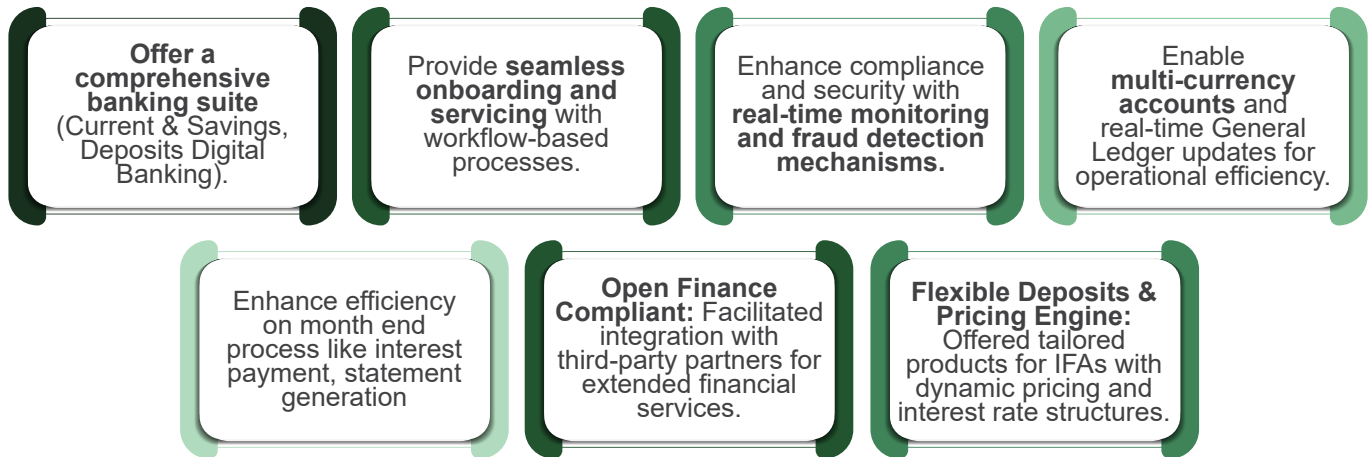 Offer a
comprehensive
banking suite
(Current & Savings,
Deposits Digital
Banking).
Provide seamless
onboarding and
servicing with
workflow-based
processes.
Enhance compliance
and security with
real-time monitoring
and fraud detection
mechanisms.
Enable
multi-currency
accounts and
real-time General
Ledger updates for
operational efficiency.
Enhance efficiency
on month end
process like interest
payment, statement
generation
Open Finance
Compliant: Facilitated
integration with
third-party partners for
extended financial
services.
Flexible Deposits &
Pricing Engine:
Offered tailored
products for IFAs with
dynamic pricing and
interest rate structures.